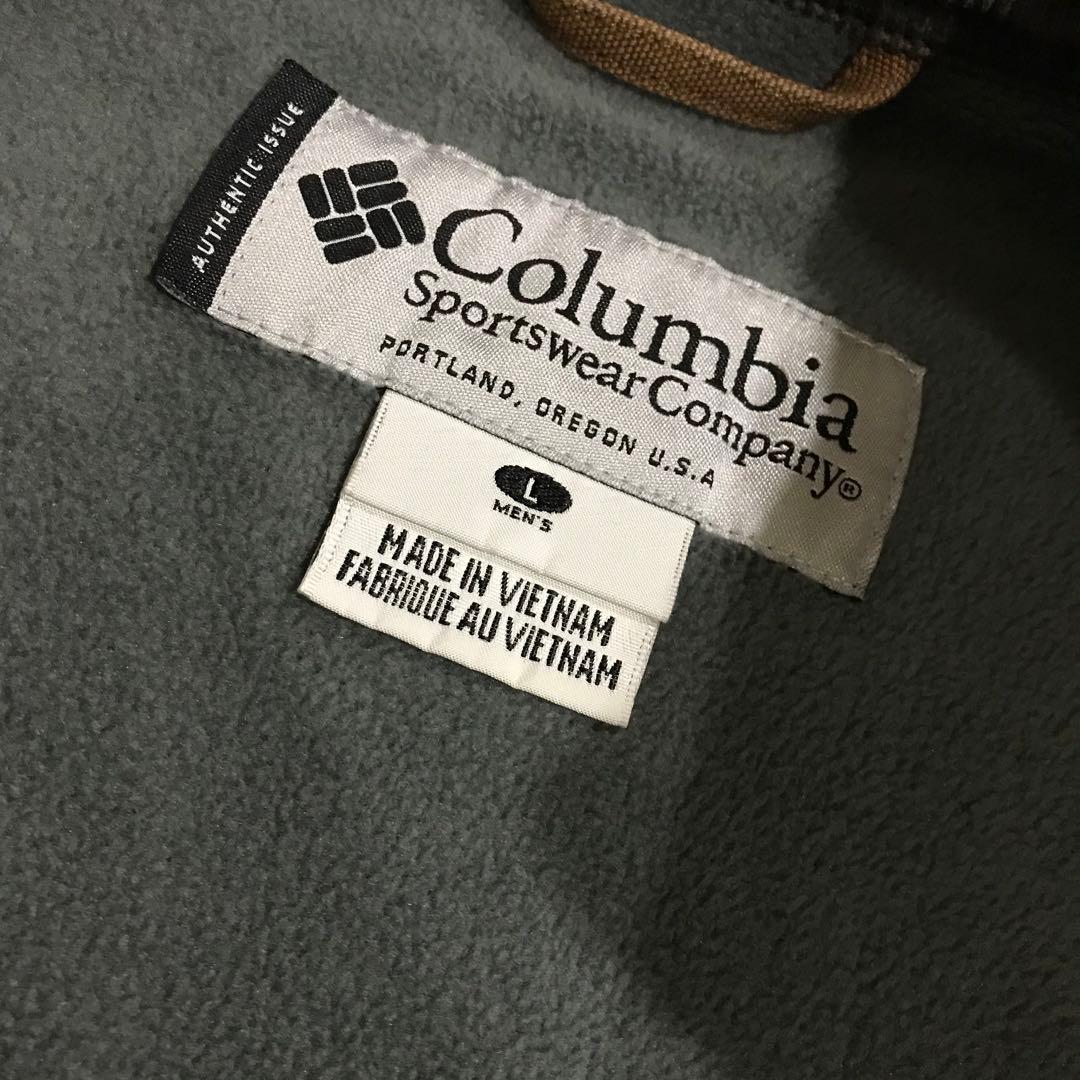 AUTHENTIC ISSUE
Columbia
Sportswear Company®
PORTLAND, OREGON U.S.A
L
MEN'S
MADE IN VIETNAM
FABRIQUE AU VIETNAM